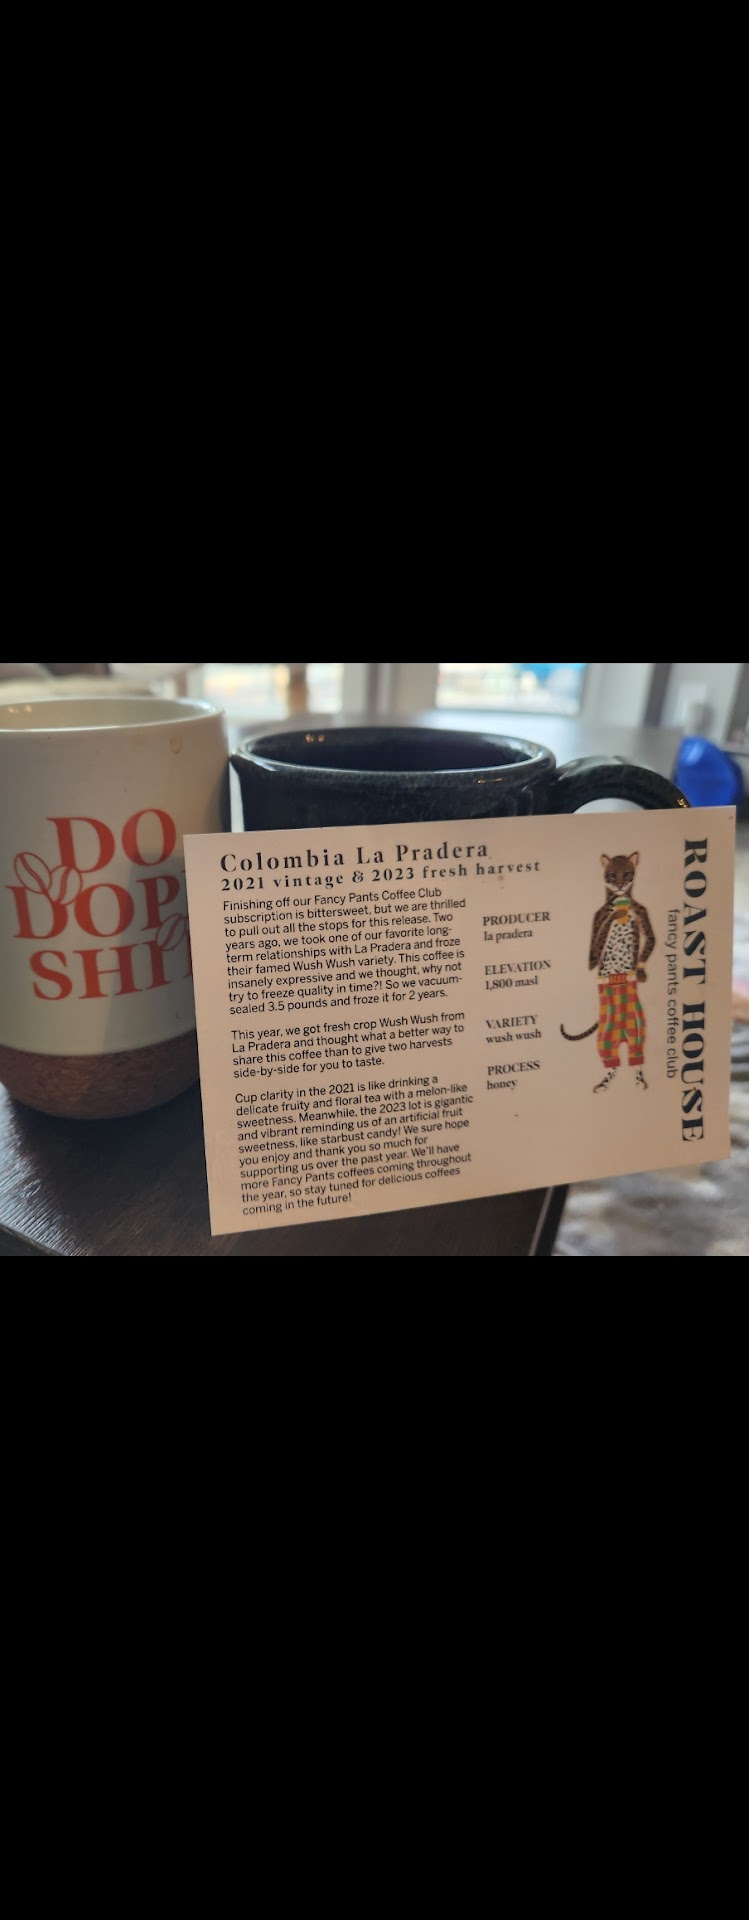 DO
DOP
SHI
Colombia La Pradera
2021 vintage & 2023 fresh harvest
Finishing off our Fancy Pants Coffee Club
subscription is bittersweet, but we are thrilled
to pull out all the stops for this release. Two
years ago, we took one of our favorite long-
term relationships with La Pradera and froze
their famed Wush Wush variety. This coffee is
insanely expressive and we thought, why not
try to freeze quality in time?! So we vacuum-
sealed 3.5 pounds and froze it for 2 years.
This year, we got fresh crop Wush Wush from
La Pradera and thought what a better way to
share this coffee than to give two harvests
side-by-side for you to taste.
Cup clarity in the 2021 is like drinking a
delicate fruity and floral tea with a melon-like
sweetness. Meanwhile, the 2023 lot is gigantic
and vibrant reminding us of an artificial fruit
sweetness, like starbust candy! We sure hope
you enjoy and thank you so much for
supporting us over the past year. We'll have
more Fancy Pants coffees coming throughout
the year, so stay tuned for delicious coffees
coming in the future!
PRODUCER
la pradera
ELEVATION
1,800 masl
VARIETY
wush wush
PROCESS
honey
ROAST HOUSE
fancy pants coffee club